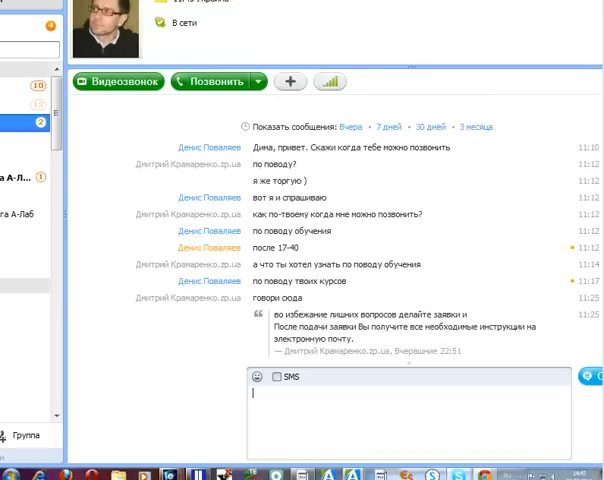 В сети
10
12
2
Видеозвонок
Позвонить
Показать сообщения: Вчера • 7 дней • 30 дней • 3 месяца
Денис Поваляев Дима, привет. Скажи когда тебе можно позвонить 11:10
Дмитрий Крамаренко.zp.ua по поводу? 11:12
я же торгую ) 11:12
а А-Л... 1
Денис Поваляев вот я и спрашиваю 11:12
га А-Лаб
Дмитрий Крамаренко.zp.ua как по-твоему когда мне можно позвонить? 11:12
Денис Поваляев по поводу обучения 11:12
Денис Поваляев после 17-40 11:12
Дмитрий Крамаренко.zp.ua а что ты хотел узнать по поводу обучения 11:14
Денис Поваляев по поводу твоих курсов 11:17
Дмитрий Крамаренко.zp.ua говори сюда 11:25
во избежание лишних вопросов делайте заявки и 11:25
После подачи заявки Вы получите все необходимые инструкции на
электронную почту.
— Дмитрий Крамаренко.zp.ua, Вчерашние 22:51
SMS
Группа